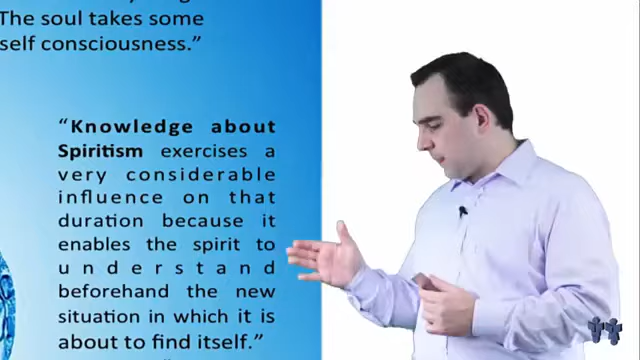 The soul takes some
self consciousness.”
“Knowledge about
Spiritism exercises a
very considerable
influence on that
duration because it
enables the spirit to
understand
beforehand the new
situation in which it is
about to find itself.”